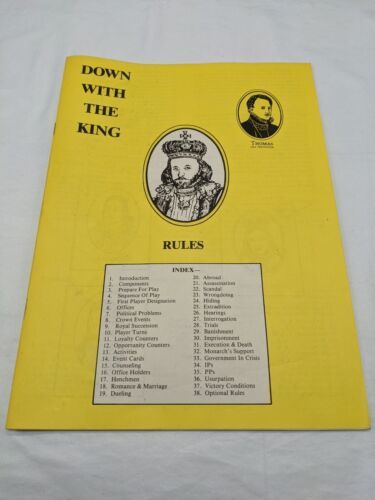 DOWN
WITH
THE
KING
THOMAS
RULES
INDEX—
1. Introduction
2. Components
3. Prepare For Play
4. Sequence Of Play
5. First Player Designation
6. Offices
7. Political Problems
8. Crown Events
9. Royal Succession
10. Player Turns
11. Loyalty Counters
12. Opportunity Counters
13. Activities
14. Event Cards
15. Counseling
16. Office Holders
17. Henchmen
18. Romance & Marriage
19. Dueling
20. Abroad
21. Assassination
22. Scandal
23. Wrongdoing
24. Hiding
25. Extradition
26. Hearings
27. Interrogation
28. Trials
29. Banishment
30. Imprisonment
31. Execution & Death
32. Monarch's Support
33. Government In Crisis
34. IPs
35. PPs
36. Usurpation
37. Victory Conditions
38. Optional Rules